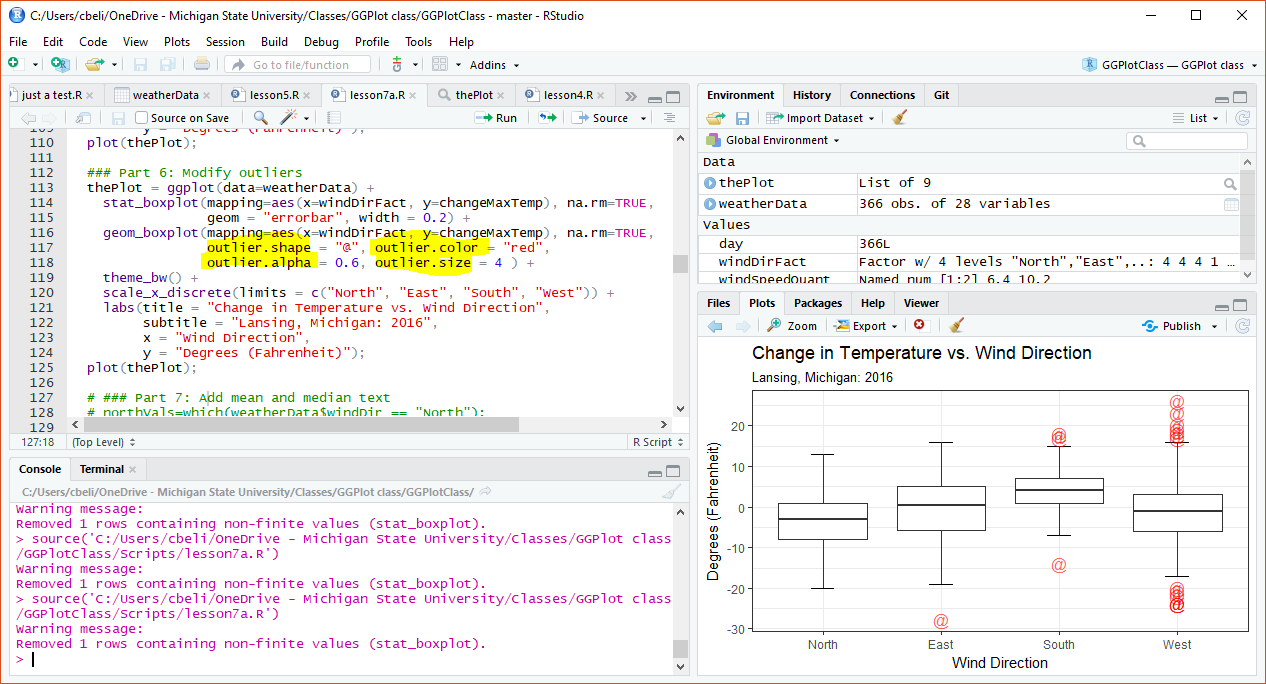 C:/Users/cbeli/OneDrive - Michigan State University/Classes/GGPlot class/GGPlotClass - master - RStudio
File Edit Code View Plots Session Build Debug Profile Tools Help
Go to file/function Addins GGPlotClass — GGPlot class
just a test.R weatherData lesson5.R lesson7a.R thePlot lesson4.R
Source on Save Run Source
109 y = "Degrees (Fahrenheit)");
110 plot(thePlot);
111
112 ### Part 6: Modify outliers
113 thePlot = ggplot(data=weatherData) +
114 stat_boxplot(mapping=aes(x=windDirFact, y=changeMaxTemp), na.rm=TRUE,
115 geom = "errorbar", width = 0.2) +
116 geom_boxplot(mapping=aes(x=windDirFact, y=changeMaxTemp), na.rm=TRUE,
117 outlier.shape = "@", outlier.color = "red",
118 outlier.alpha = 0.6, outlier.size = 4 ) +
119 theme_bw() +
120 scale_x_discrete(limits = c("North", "East", "South", "West")) +
121 labs(title = "Change in Temperature vs. Wind Direction",
122 subtitle = "Lansing, Michigan: 2016",
123 x = "Wind Direction",
124 y = "Degrees (Fahrenheit)");
125 plot(thePlot);
126
127 # ### Part 7: Add mean and median text
128 # northVals=which(weatherData$windDir == "North");
129
127:18 (Top Level) R Script
Console Terminal
C:/Users/cbeli/OneDrive - Michigan State University/Classes/GGPlot class/GGPlotClass/
Warning message:
Removed 1 rows containing non-finite values (stat_boxplot).
> source('C:/Users/cbeli/OneDrive - Michigan State University/Classes/GGPlot class
/GGPlotClass/Scripts/lesson7a.R')
Warning message:
Removed 1 rows containing non-finite values (stat_boxplot).
> source('C:/Users/cbeli/OneDrive - Michigan State University/Classes/GGPlot class
/GGPlotClass/Scripts/lesson7a.R')
Warning message:
Removed 1 rows containing non-finite values (stat_boxplot).
>
Environment History Connections Git
Import Dataset List
Global Environment
Data
thePlot List of 9
weatherData 366 obs. of 28 variables
Values
day 366L
windDirFact Factor w/ 4 levels "North","East",..: 4 4 4 1 …
windSpeedQuant Named num [1:2] 6.4 10.2
Files Plots Packages Help Viewer
Zoom Export Publish
Change in Temperature vs. Wind Direction
Lansing, Michigan: 2016
Degrees (Fahrenheit)
20
10
0
-10
-20
-30
North East South West
Wind Direction